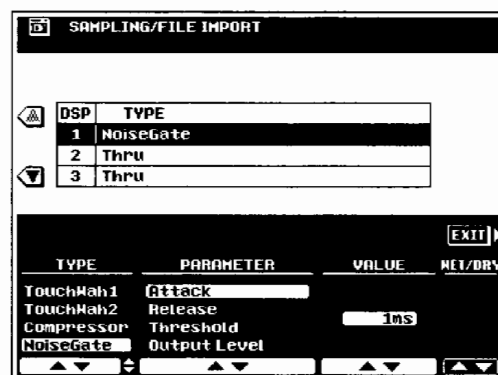 SAMPLING/FILE IMPORT
DSP TYPE
1 NoiseGate
2 Thru
3 Thru
EXIT
TYPE PARAMETER VALUE WET/DRY
TouchWah1 Attack
TouchWah2 Release
1ms
Compressor Threshold
NoiseGate Output Level